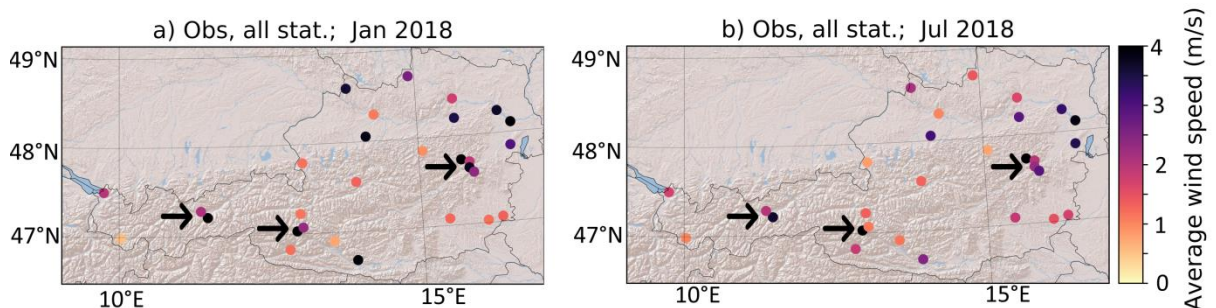 a) Obs, all stat.; Jan 2018
b) Obs, all stat.; Jul 2018
49°N
48°N
47°N
10°E
15°E
49°N
48°N
47°N
10°E
15°E
4
3
2
1
0
Average wind speed (m/s)